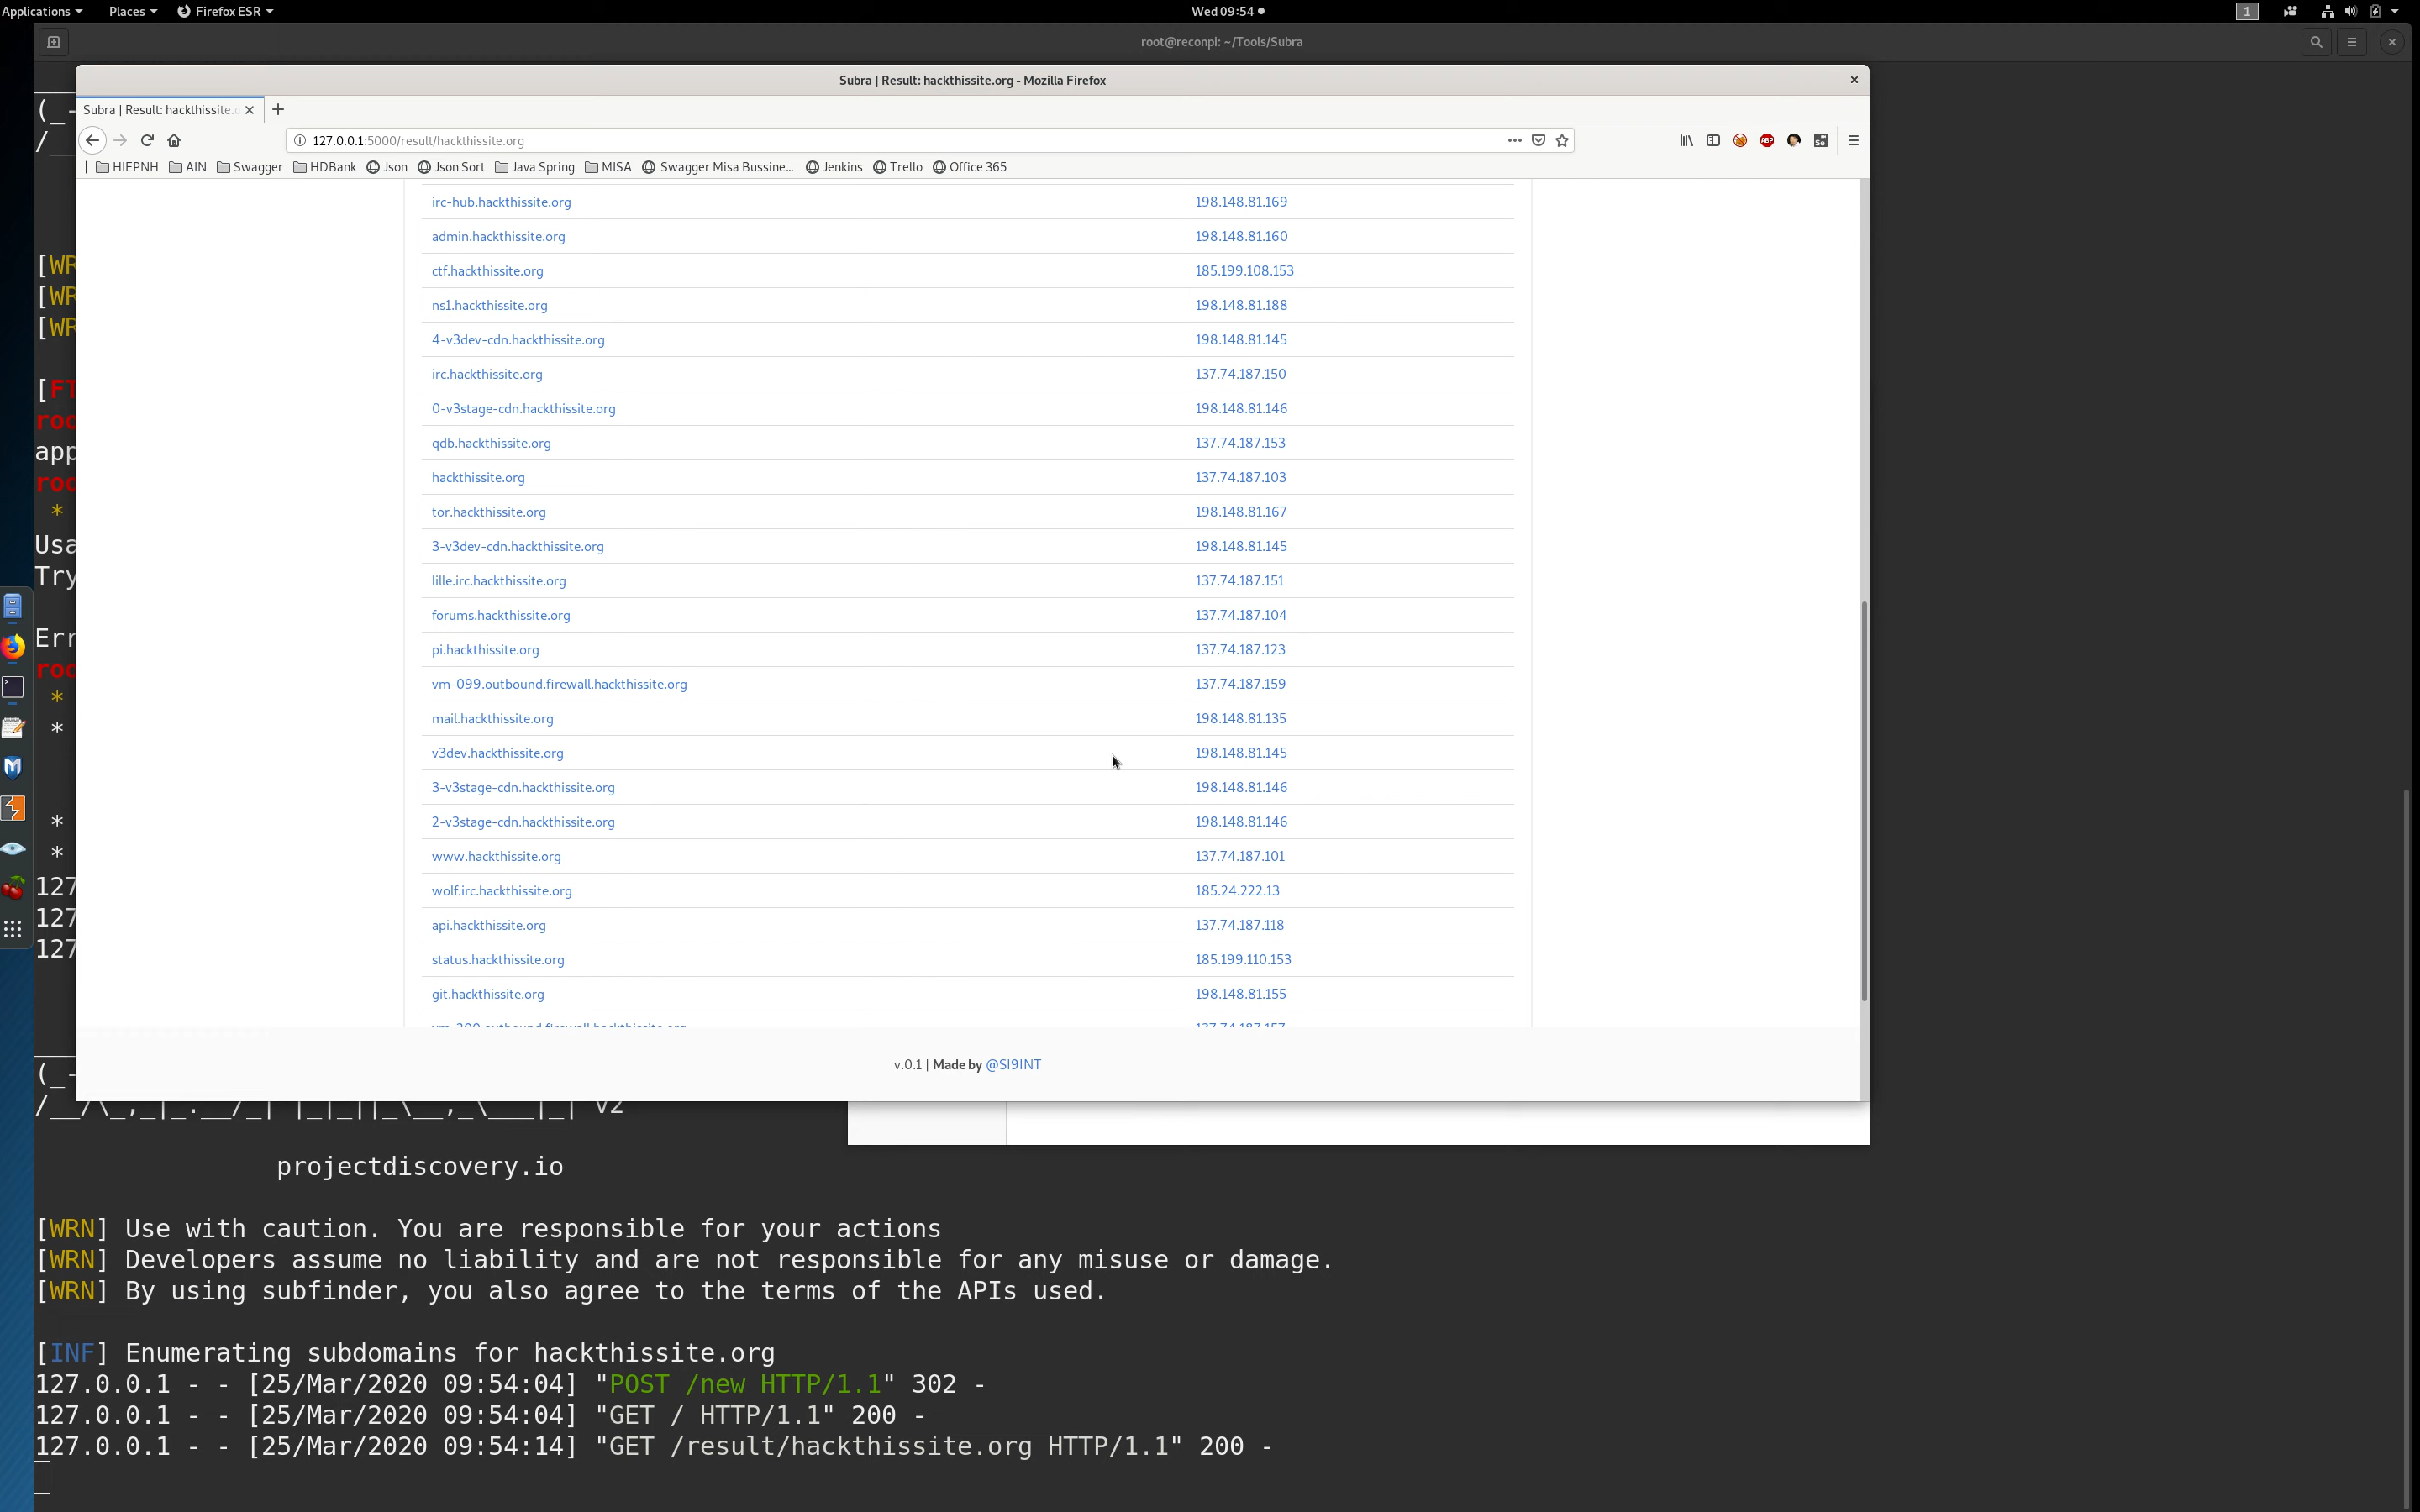 Applications Places Firefox ESR Wed 09:54 1
root@reconpi: ~/Tools/Subra
Subra | Result: hackthissite.org - Mozilla Firefox
Subra | Result: hackthissite.o
127.0.0.1:5000/result/hackthissite.org
HIEPNH AIN Swagger HDBank Json Json Sort Java Spring MISA Swagger Misa Bussine... Jenkins Trello Office 365
irc-hub.hackthissite.org 198.148.81.169
admin.hackthissite.org 198.148.81.160
ctf.hackthissite.org 185.199.108.153
ns1.hackthissite.org 198.148.81.188
4-v3dev-cdn.hackthissite.org 198.148.81.145
irc.hackthissite.org 137.74.187.150
0-v3stage-cdn.hackthissite.org 198.148.81.146
qdb.hackthissite.org 137.74.187.153
hackthissite.org 137.74.187.103
tor.hackthissite.org 198.148.81.167
3-v3dev-cdn.hackthissite.org 198.148.81.145
lille.irc.hackthissite.org 137.74.187.151
forums.hackthissite.org 137.74.187.104
pi.hackthissite.org 137.74.187.123
vm-099.outbound.firewall.hackthissite.org 137.74.187.159
mail.hackthissite.org 198.148.81.135
v3dev.hackthissite.org 198.148.81.145
3-v3stage-cdn.hackthissite.org 198.148.81.146
2-v3stage-cdn.hackthissite.org 198.148.81.146
www.hackthissite.org 137.74.187.101
wolf.irc.hackthissite.org 185.24.222.13
api.hackthissite.org 137.74.187.118
status.hackthissite.org 185.199.110.153
git.hackthissite.org 198.148.81.155
v.0.1 | Made by @SI9INT
v2
projectdiscovery.io
[WRN] Use with caution. You are responsible for your actions
[WRN] Developers assume no liability and are not responsible for any misuse or damage.
[WRN] By using subfinder, you also agree to the terms of the APIs used.
[INF] Enumerating subdomains for hackthissite.org
127.0.0.1 - - [25/Mar/2020 09:54:04] "POST /new HTTP/1.1" 302 -
127.0.0.1 - - [25/Mar/2020 09:54:04] "GET / HTTP/1.1" 200 -
127.0.0.1 - - [25/Mar/2020 09:54:14] "GET /result/hackthissite.org HTTP/1.1" 200 -